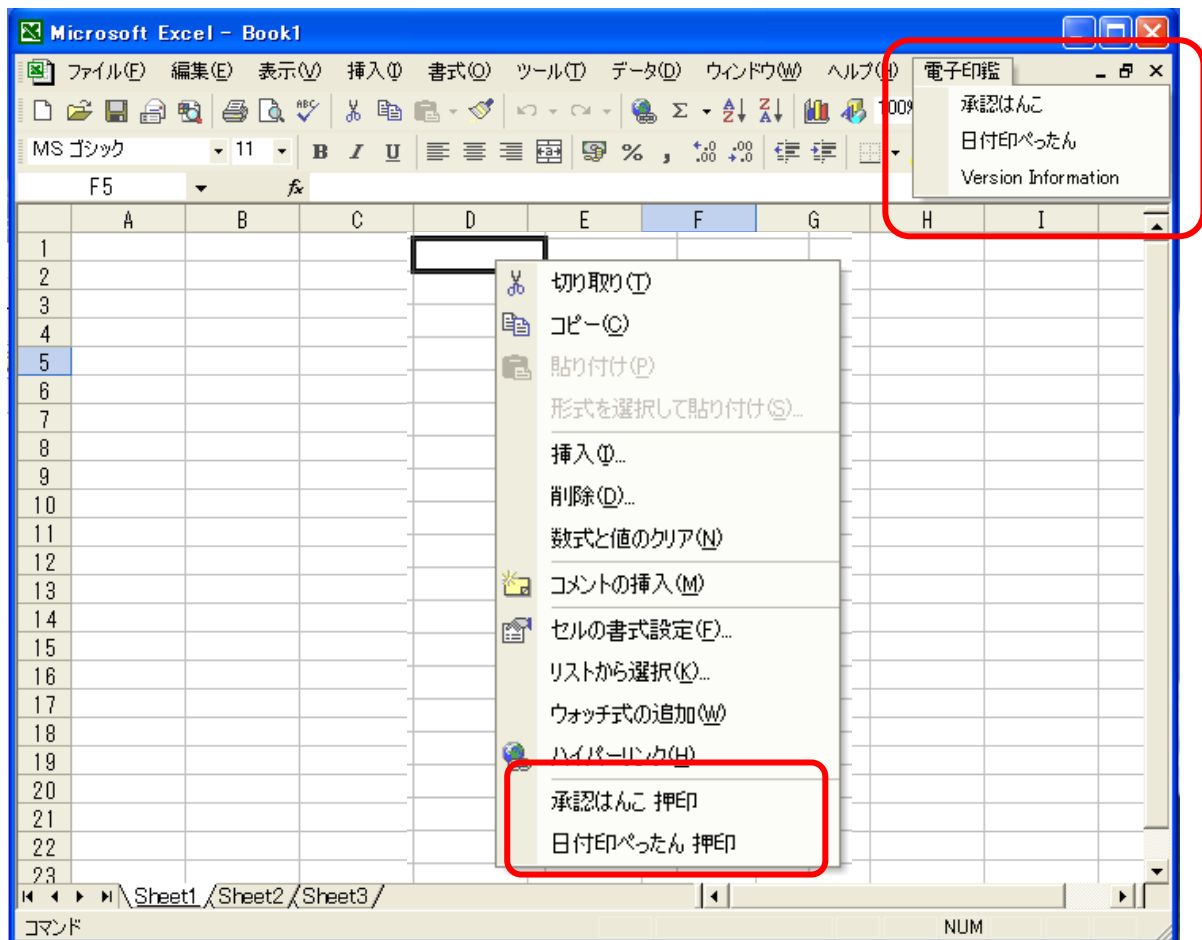 Microsoft Excel - Book1
ファイル(F) 編集(E) 表示(V) 挿入(I) 書式(O) ツール(T) データ(D) ウィンドウ(W) ヘルプ(H) 電子印鑑
承認はんこ
日付印ぺったん
Version Information
100%
MS ゴシック 11 B I U
F5 fx
A B C D E F G H I
1
2
3
4
5
6
7
8
9
10
11
12
13
14
15
16
17
18
19
20
21
22
23
切り取り(T)
コピー(C)
貼り付け(P)
形式を選択して貼り付け(S)...
挿入(I)...
削除(D)...
数式と値のクリア(N)
コメントの挿入(M)
セルの書式設定(F)...
リストから選択(K)...
ウォッチ式の追加(W)
ハイパーリンク(H)
承認はんこ 押印
日付印ぺったん 押印
Sheet1 Sheet2 Sheet3
コマンド NUM